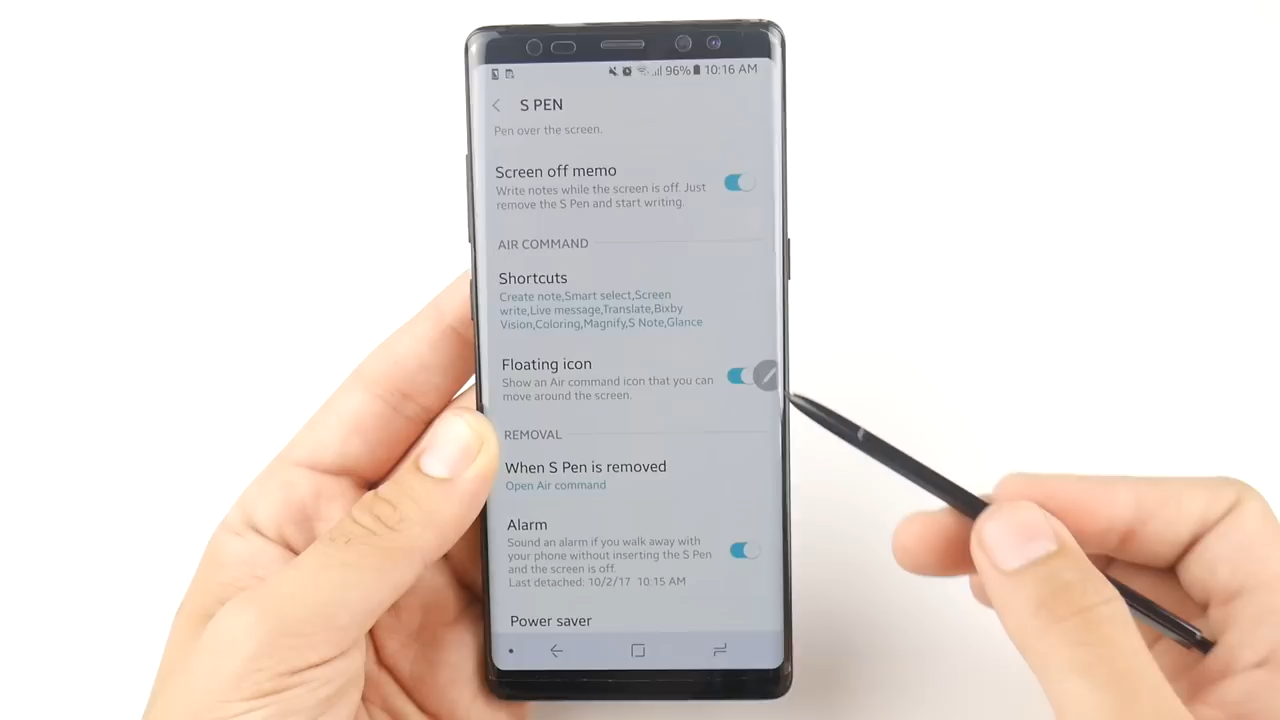 96% 10:16 AM
S PEN
Pen over the screen.
Screen off memo
Write notes while the screen is off. Just
remove the S Pen and start writing.
AIR COMMAND
Shortcuts
Create note,Smart select,Screen
write,Live message,Translate,Bixby
Vision,Coloring,Magnify,S Note,Glance
Floating icon
Show an Air command icon that you can
move around the screen.
REMOVAL
When S Pen is removed
Open Air command
Alarm
Sound an alarm if you walk away with
your phone without inserting the S Pen
and the screen is off.
Last detached: 10/2/17 10:15 AM
Power saver